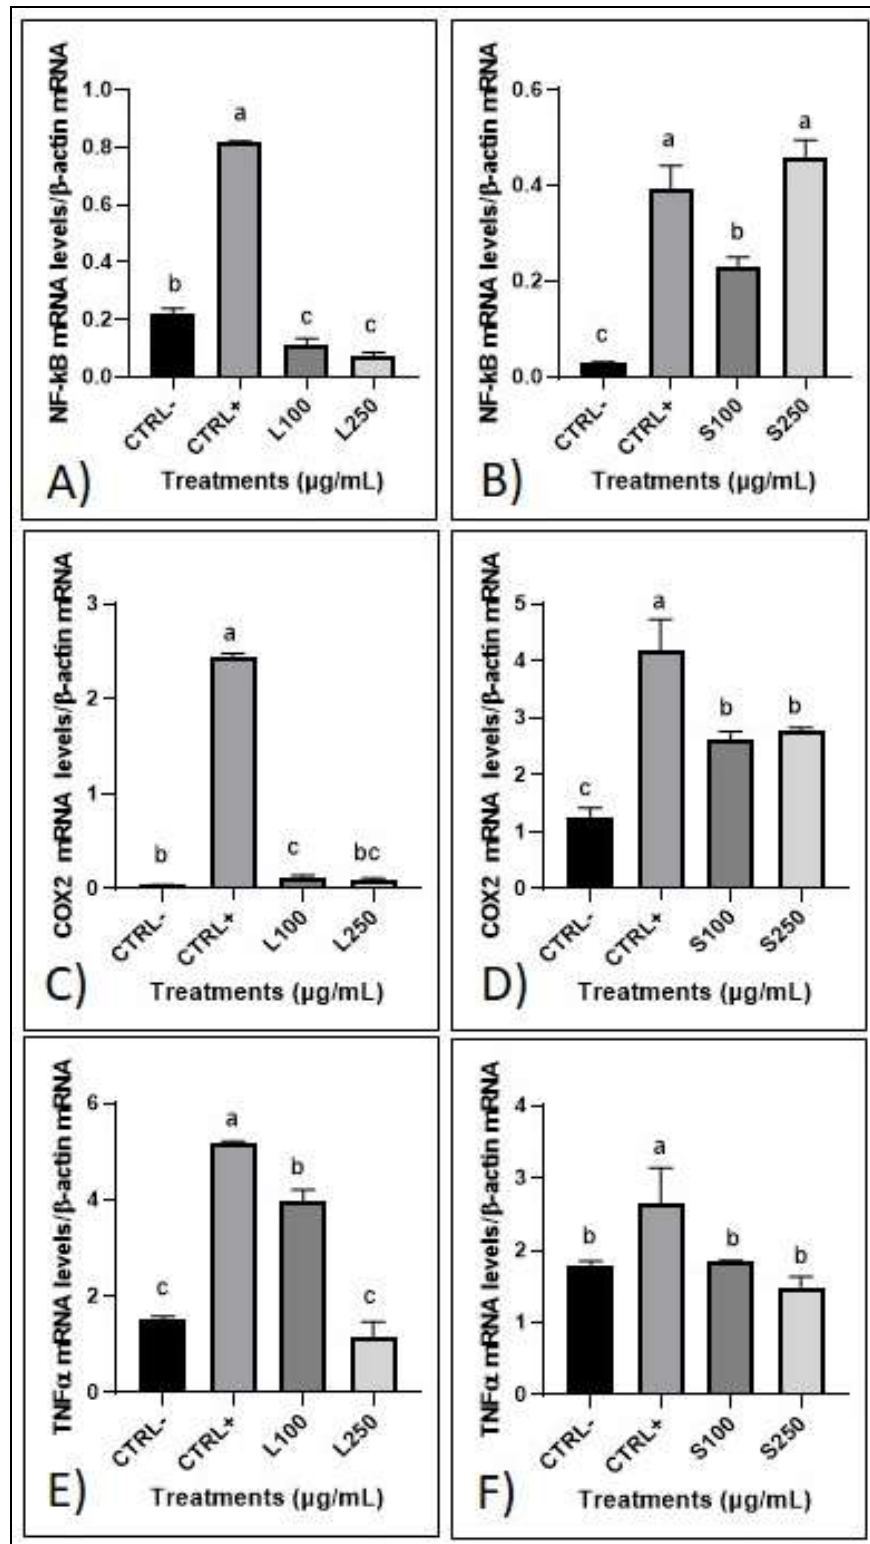 NF-kB mRNA levels/β-actin mRNA
1.0
0.8
0.6
0.4
0.2
0.0
b
a
c
c
CTRL-
CTRL+
L100
L250
A)
Treatments (µg/mL)
NF-kB mRNA levels/β-actin mRNA
0.6
0.4
0.2
0.0
c
a
b
a
CTRL-
CTRL+
S100
S250
B)
Treatments (µg/mL)
COX2 mRNA levels/β-actin mRNA
3
2
1
0
b
a
c
bc
CTRL-
CTRL+
L100
L250
C)
Treatments (µg/mL)
COX2 mRNA levels/β-actin mRNA
5
4
3
2
1
0
c
a
b
b
CTRL-
CTRL+
S100
S250
D)
Treatments (µg/mL)
TNFα mRNA levels/β-actin mRNA
6
4
2
0
c
a
b
c
CTRL-
CTRL+
L100
L250
E)
Treatments (µg/mL)
TNFα mRNA levels/β-actin mRNA
4
3
2
1
0
b
a
b
b
CTRL-
CTRL+
S100
S250
F)
Treatments (µg/mL)